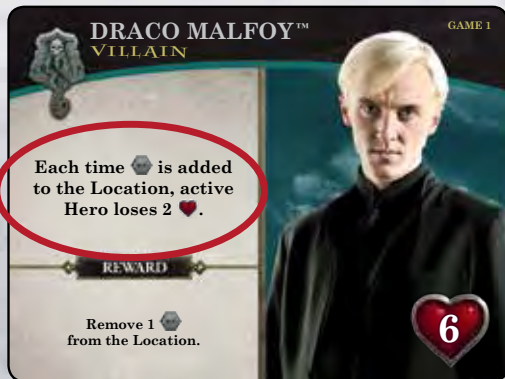 DRACO MALFOY™
VILLAIN
GAME 1
Each time is added
to the Location, active
Hero loses 2 .
REWARD
Remove 1
from the Location.
6